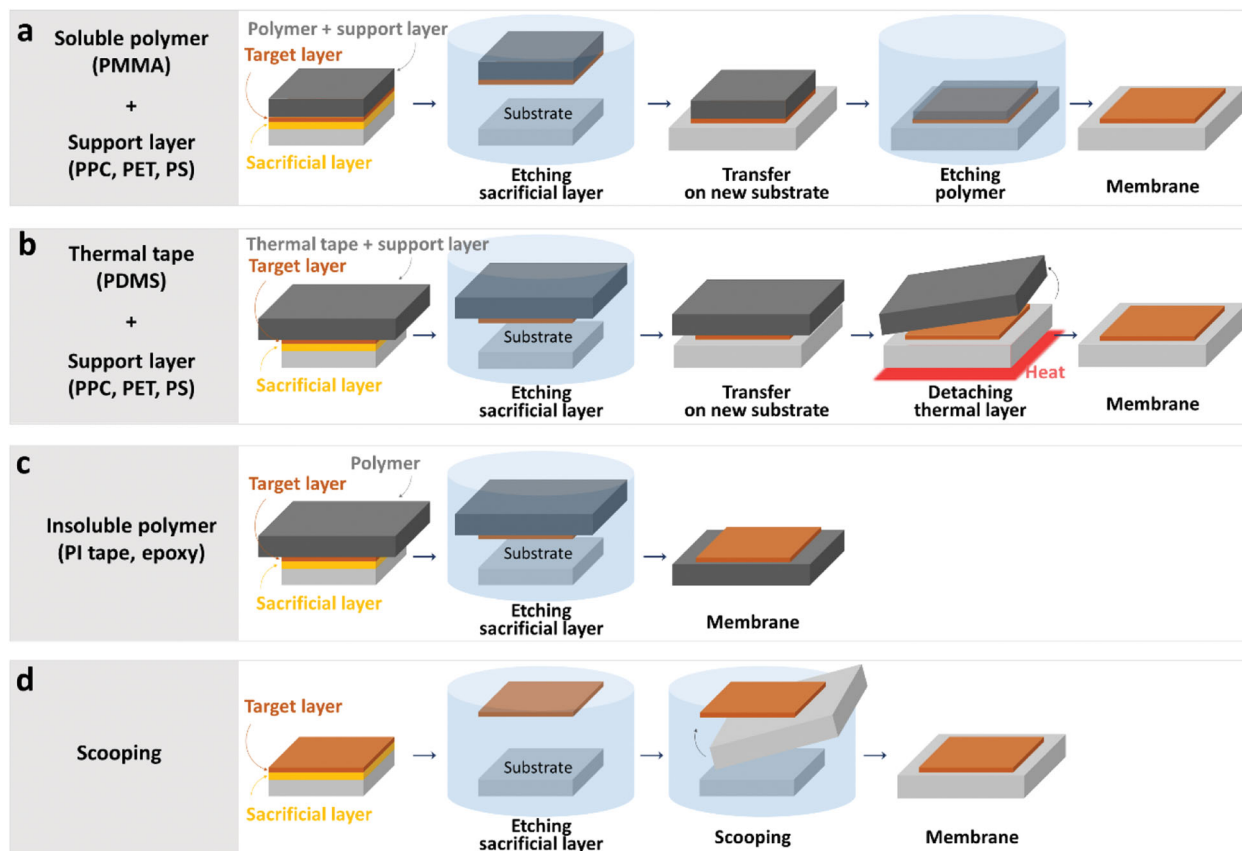 a
Soluble polymer
(PMMA)
+
Support layer
(PPC, PET, PS)
Polymer + support layer
Target layer
Sacrificial layer
Substrate
Etching
sacrificial layer
Transfer
on new substrate
Etching
polymer
Membrane
b
Thermal tape
(PDMS)
+
Support layer
(PPC, PET, PS)
Thermal tape + support layer
Target layer
Sacrificial layer
Substrate
Etching
sacrificial layer
Transfer
on new substrate
Heat
Detaching
thermal layer
Membrane
c
Insoluble polymer
(PI tape, epoxy)
Polymer
Target layer
Sacrificial layer
Substrate
Etching
sacrificial layer
Membrane
d
Scooping
Target layer
Sacrificial layer
Substrate
Etching
sacrificial layer
Scooping
Membrane